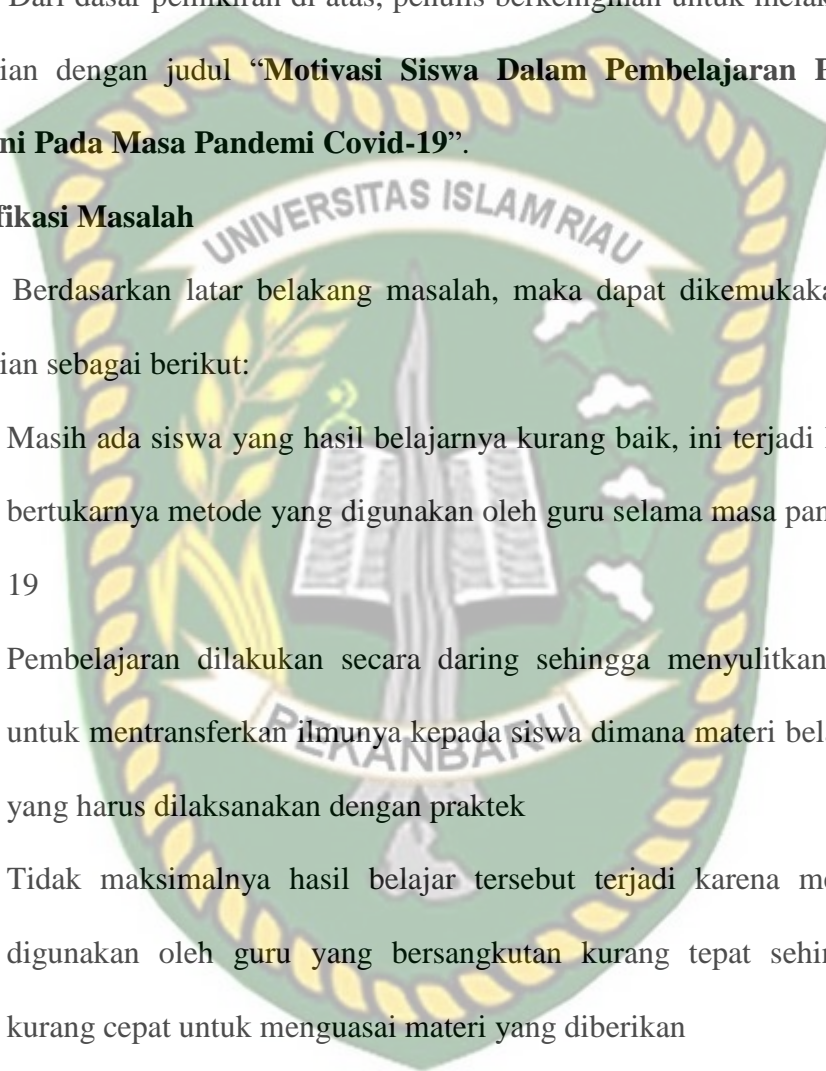 Dari dasar pemikiran di atas, penulis berkeinginan untuk
ian dengan judul “Motivasi Siswa Dalam Pembelajaran
ni Pada Masa Pandemi Covid-19”.
fikasi Masalah
UNIVERSITAS ISLAM RIAU
Berdasarkan latar belakang masalah, maka dapat dikemukaka
ian sebagai berikut:
Masih ada siswa yang hasil belajarnya kurang baik, ini terjadi
bertukarnya metode yang digunakan oleh guru selama masa pan
19
Pembelajaran dilakukan secara daring sehingga menyulitkan
untuk mentransferkan ilmunya kepada siswa dimana materi bela
PEKANBARU
yang harus dilaksanakan dengan praktek
Tidak maksimalnya hasil belajar tersebut terjadi karena me
digunakan oleh guru yang bersangkutan kurang tepat sehi
kurang cepat untuk menguasai materi yang diberikan